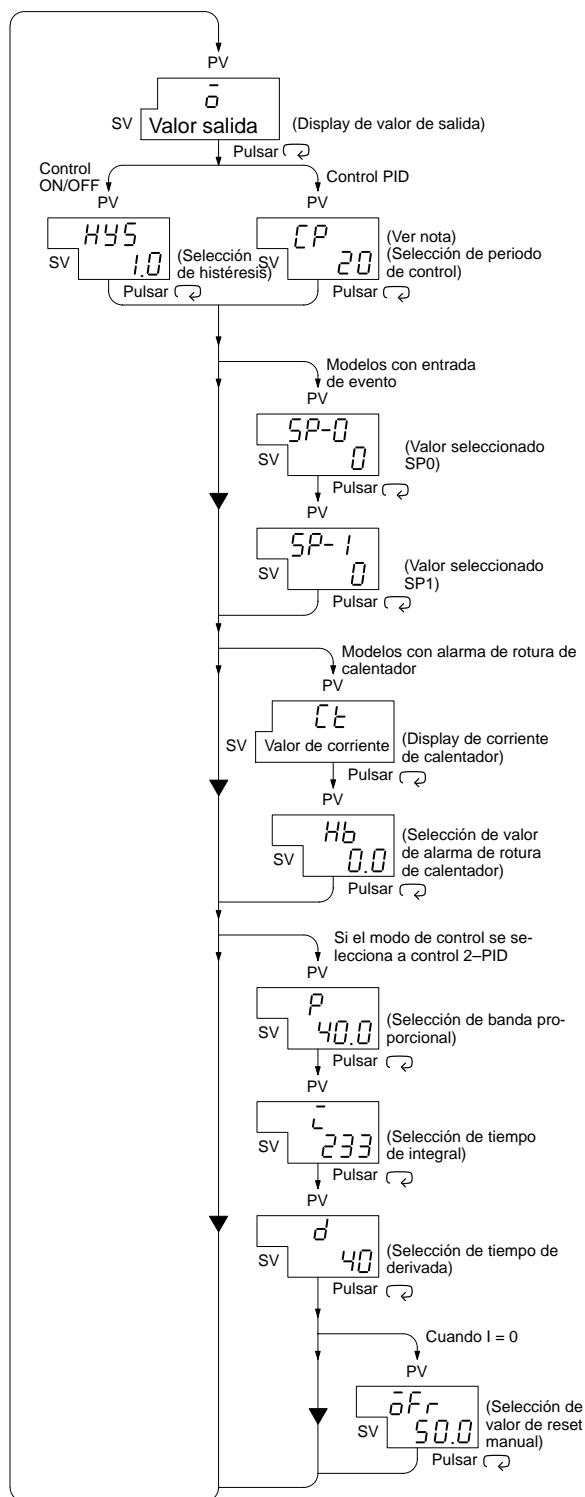 PV
o
SV
Valor salida
(Display de valor de salida)
Pulsar
Control
ON/OFF
Control PID
PV
PV
HYS
SV
1.0
(Selección
de histéresis)
Pulsar
CP
SV
20
(Ver nota)
(Selección de periodo
de control)
Pulsar
Modelos con entrada
de evento
PV
SP-0
SV
0
(Valor seleccionado
SP0)
Pulsar
PV
SP-1
SV
0
(Valor seleccionado
SP1)
Pulsar
Modelos con alarma de rotura de
calentador
PV
Ct
SV
Valor de corriente
(Display de corriente
de calentador)
Pulsar
PV
Hb
SV
0.0
(Selección de valor
de alarma de rotura
de calentador)
Pulsar
Si el modo de control se se-
lecciona a control 2–PID
PV
P
SV
40.0
(Selección de banda pro-
porcional)
Pulsar
PV
i
SV
233
(Selección de tiempo
de integral)
Pulsar
PV
d
SV
40
(Selección de tiempo de
derivada)
Pulsar
Cuando I = 0
PV
oFr
SV
50.0
(Selección de
valor de reset
manual)
Pulsar